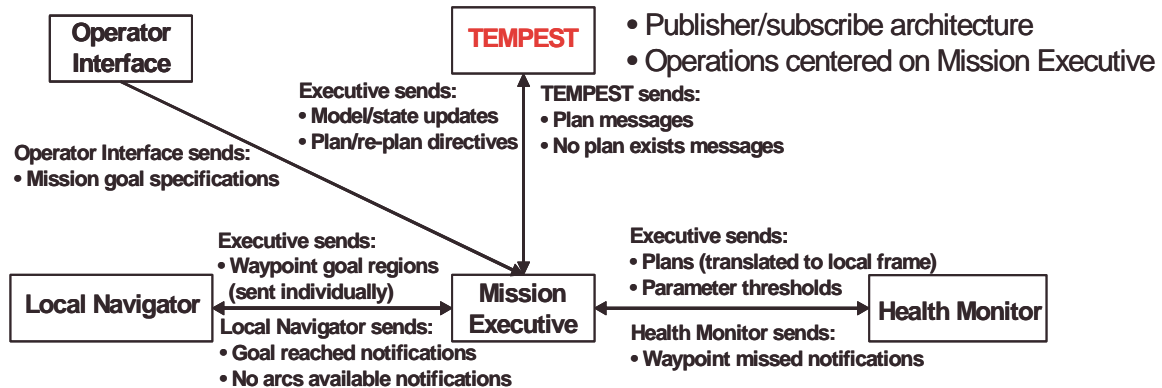 Operator
Interface
TEMPEST
• Publisher/subscribe architecture
• Operations centered on Mission Executive
Executive sends:
• Model/state updates
• Plan/re-plan directives
TEMPEST sends:
• Plan messages
• No plan exists messages
Operator Interface sends:
• Mission goal specifications
Executive sends:
• Waypoint goal regions
(sent individually)
Executive sends:
• Plans (translated to local frame)
• Parameter thresholds
Local Navigator
Mission
Executive
Health Monitor
Local Navigator sends:
• Goal reached notifications
• No arcs available notifications
Health Monitor sends:
• Waypoint missed notifications